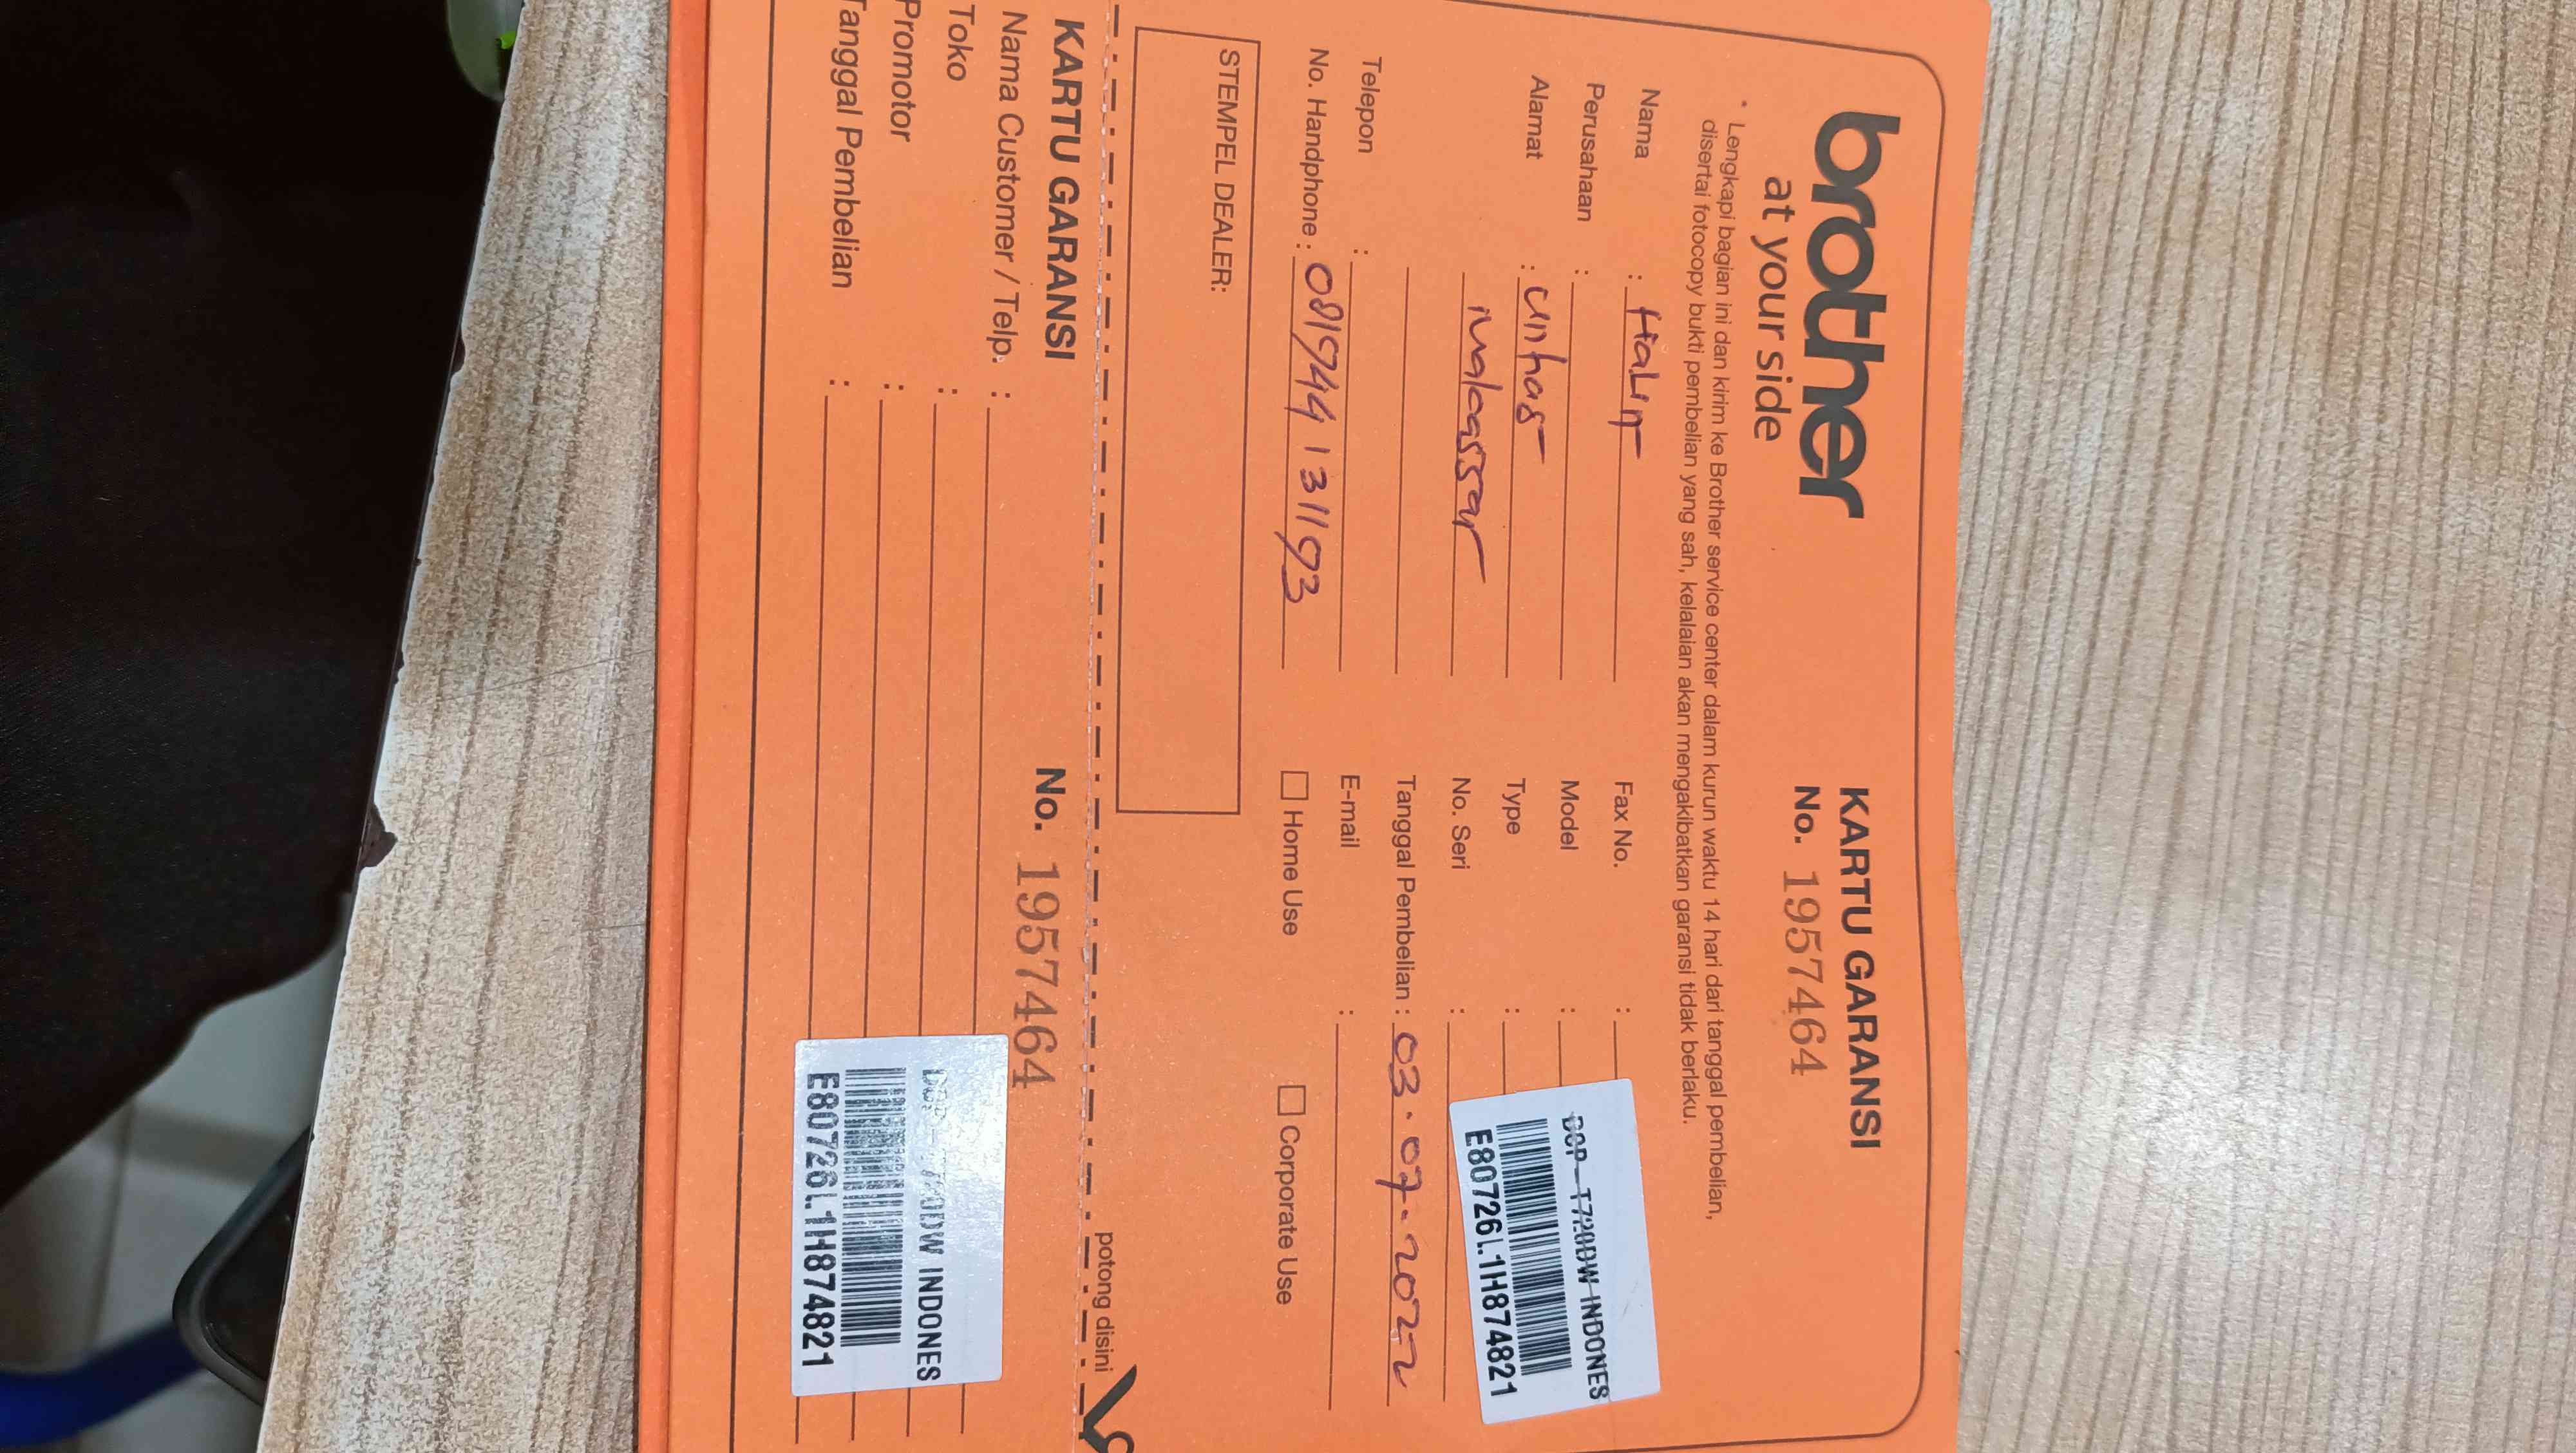 brother
at your side
KARTU GARANSI
No. 1957464
* Lengkapi bagian ini dan kirim ke Brother service center dalam kurun waktu 14 hari dari tanggal pembelian,
disertai fotocopy bukti pembelian yang sah, kelalaian akan mengakibatkan garansi tidak berlaku.
Nama :
Perusahaan :
Alamat : Unhas
Makassar
Telepon :
No. Handphone : 081944131193
Fax No. :
Model :
Type :
No. Seri :
DCP-T720DW INDONES
E80726L1H874821
Tanggal Pembelian : 03.07.2022
E-mail :
Home Use
Corporate Use
STEMPEL DEALER:
potong disini
KARTU GARANSI
No. 1957464
Nama Customer / Telp. :
Toko :
Promotor :
Tanggal Pembelian :
DCP-T720DW INDONES
E80726L1H874821